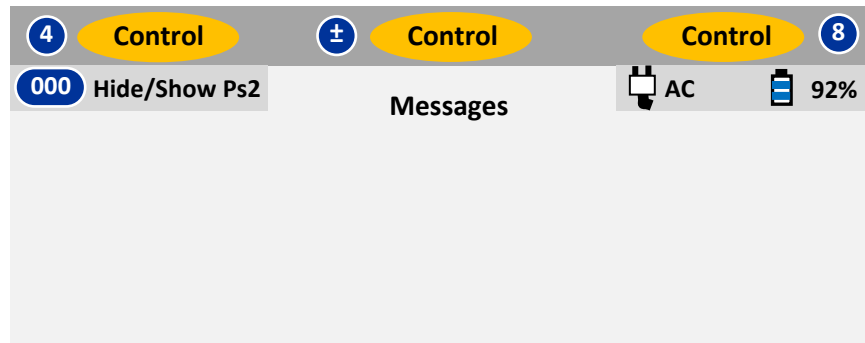 4 Control ± Control Control 8
000 Hide/Show Ps2 AC 92%
Messages